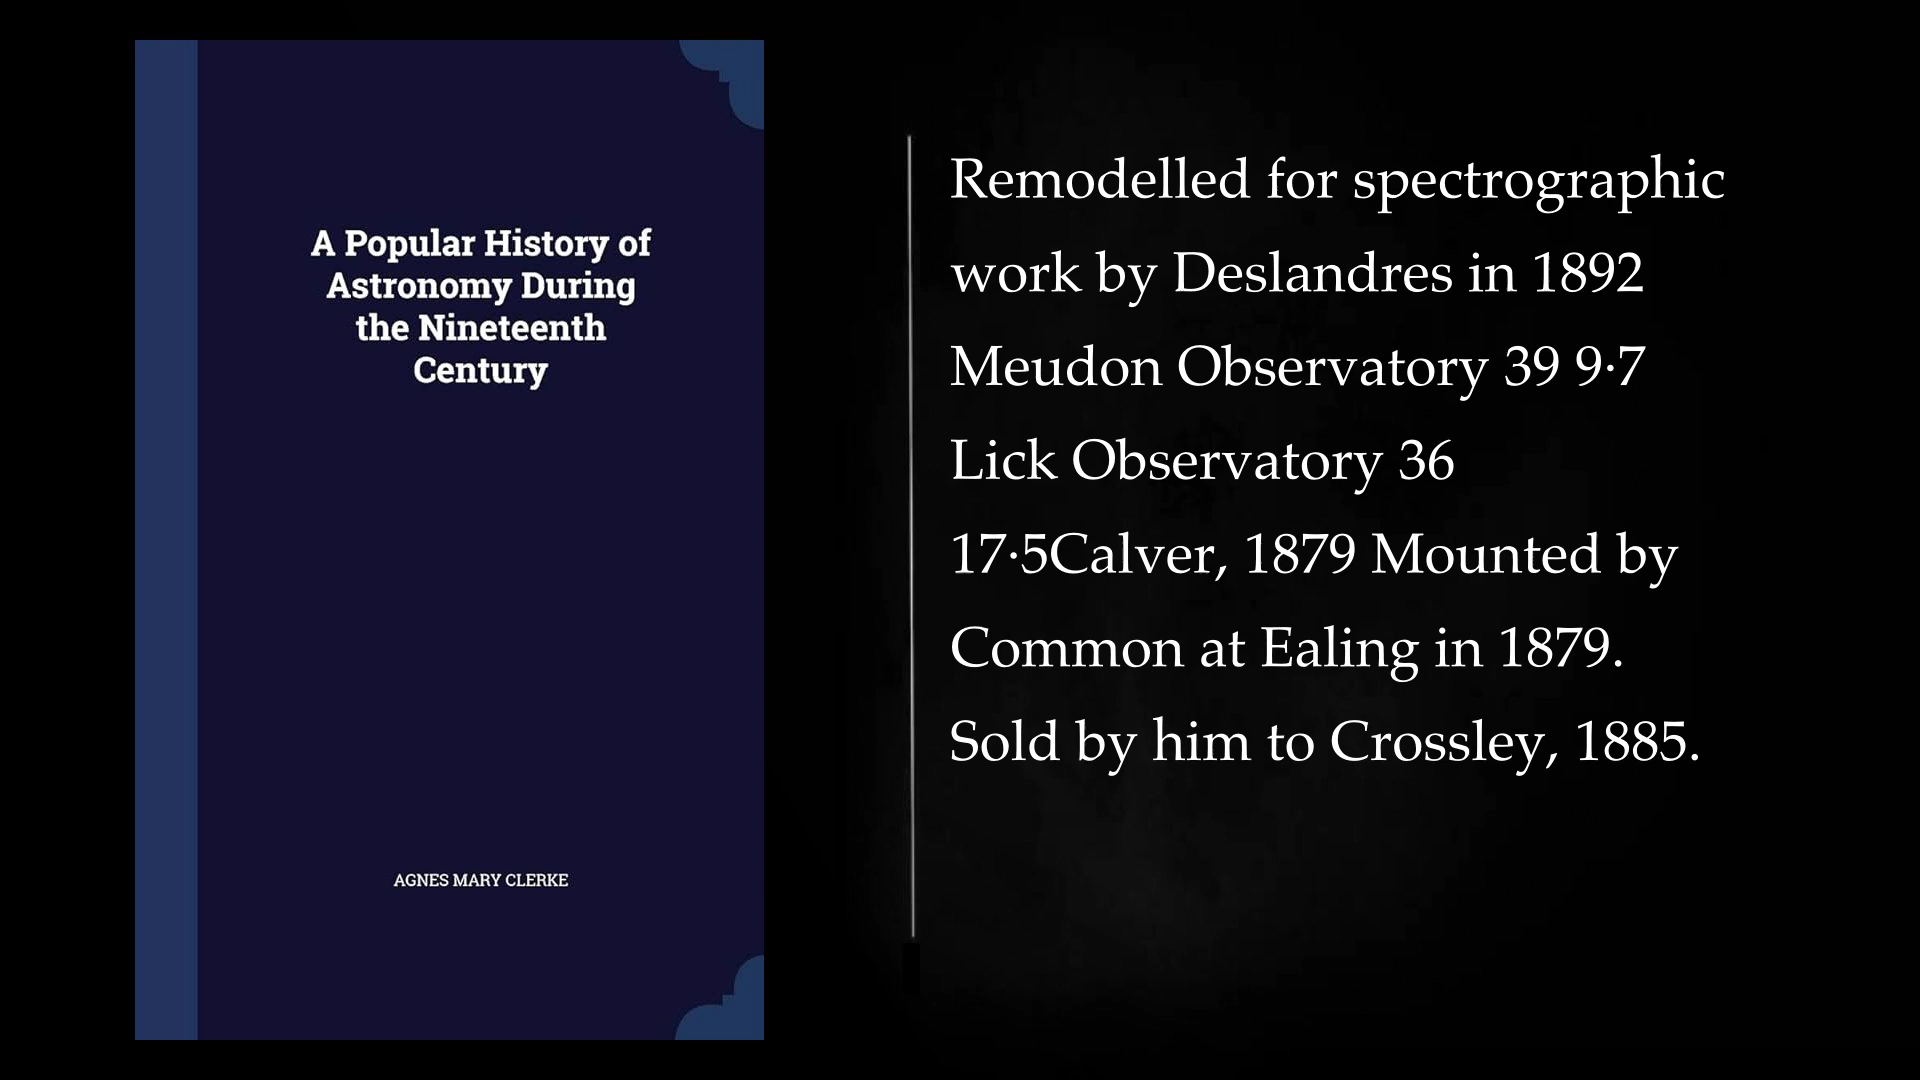 A Popular History of
Astronomy During
the Nineteenth
Century
AGNES MARY CLERKE
Remodelled for spectrographic
work by Deslandres in 1892
Meudon Observatory 39 9·7
Lick Observatory 36
17·5Calver, 1879 Mounted by
Common at Ealing in 1879.
Sold by him to Crossley, 1885.